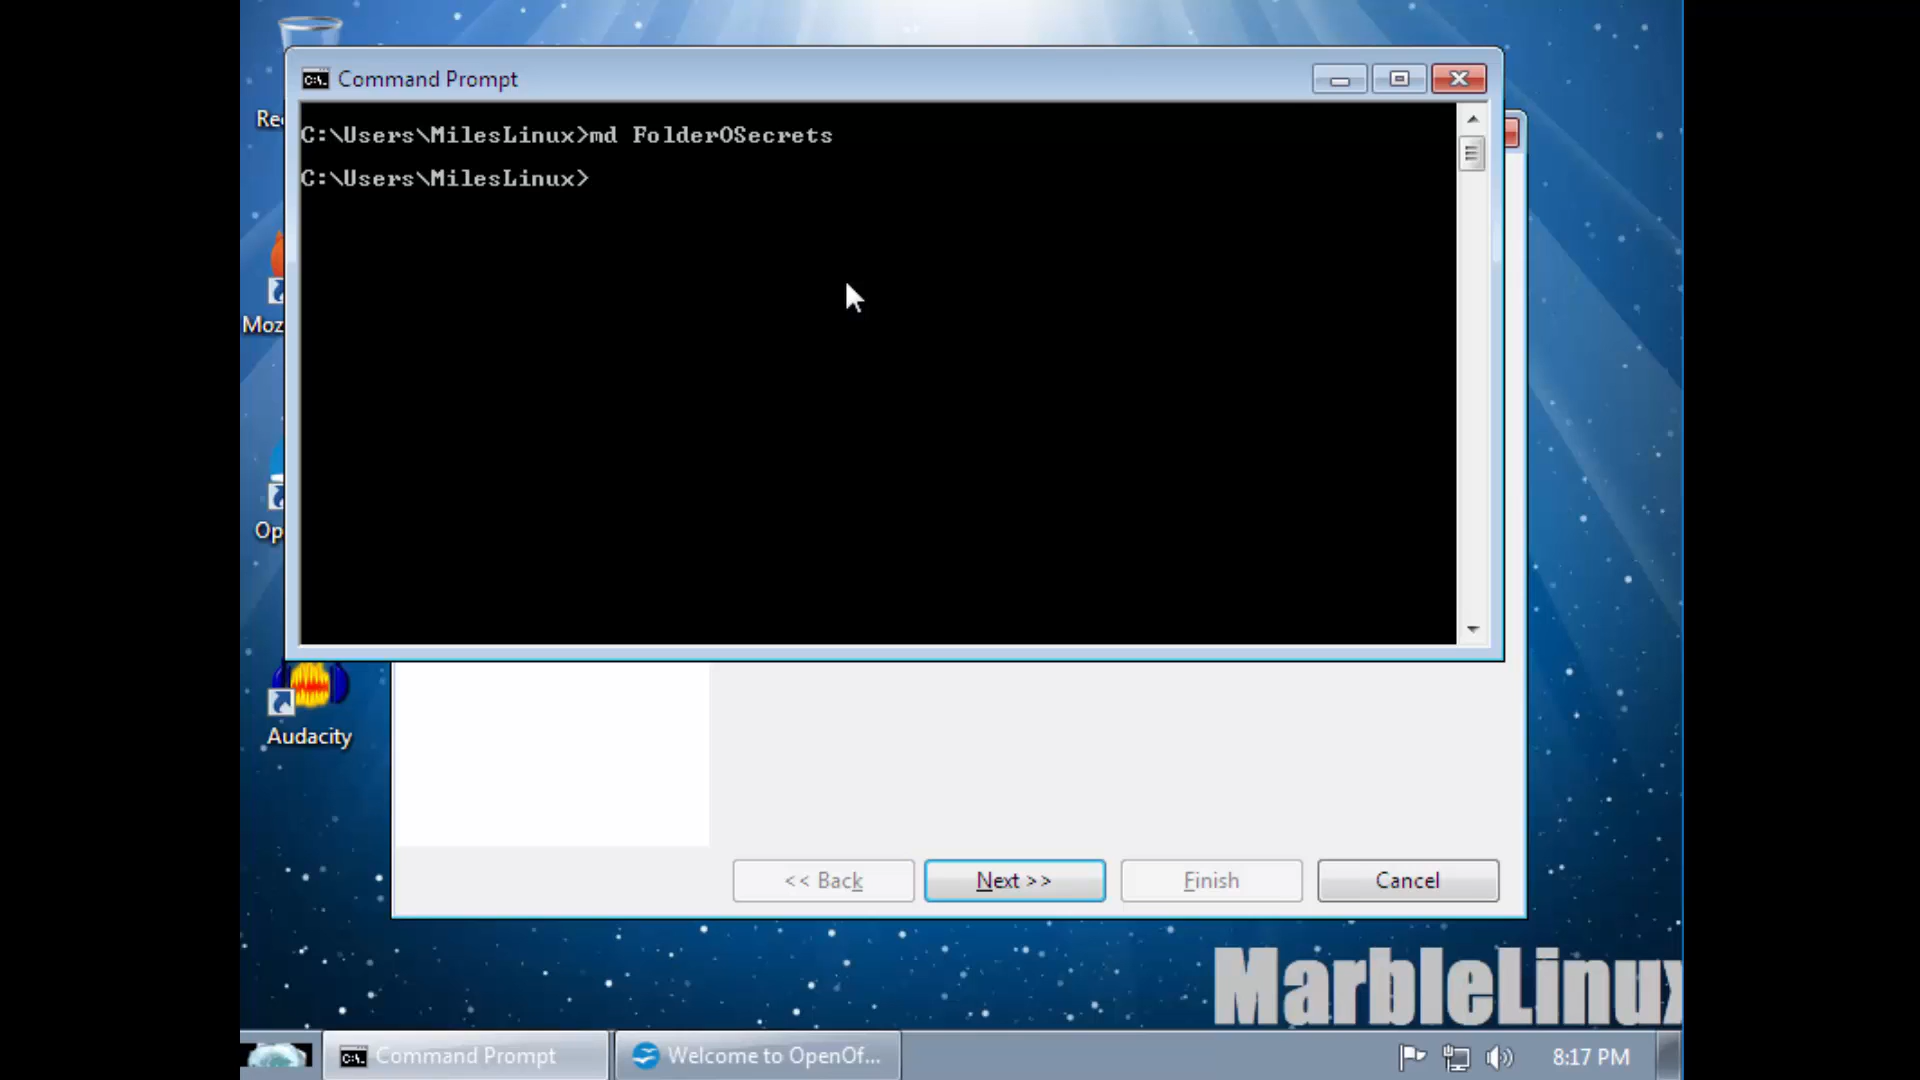 Command Prompt
C:\Users\MilesLinux>md FolderOSecrets
C:\Users\MilesLinux>
Audacity
<< Back
Next >>
Finish
Cancel
MarbleLinux
Command Prompt
Welcome to OpenOf...
8:17 PM